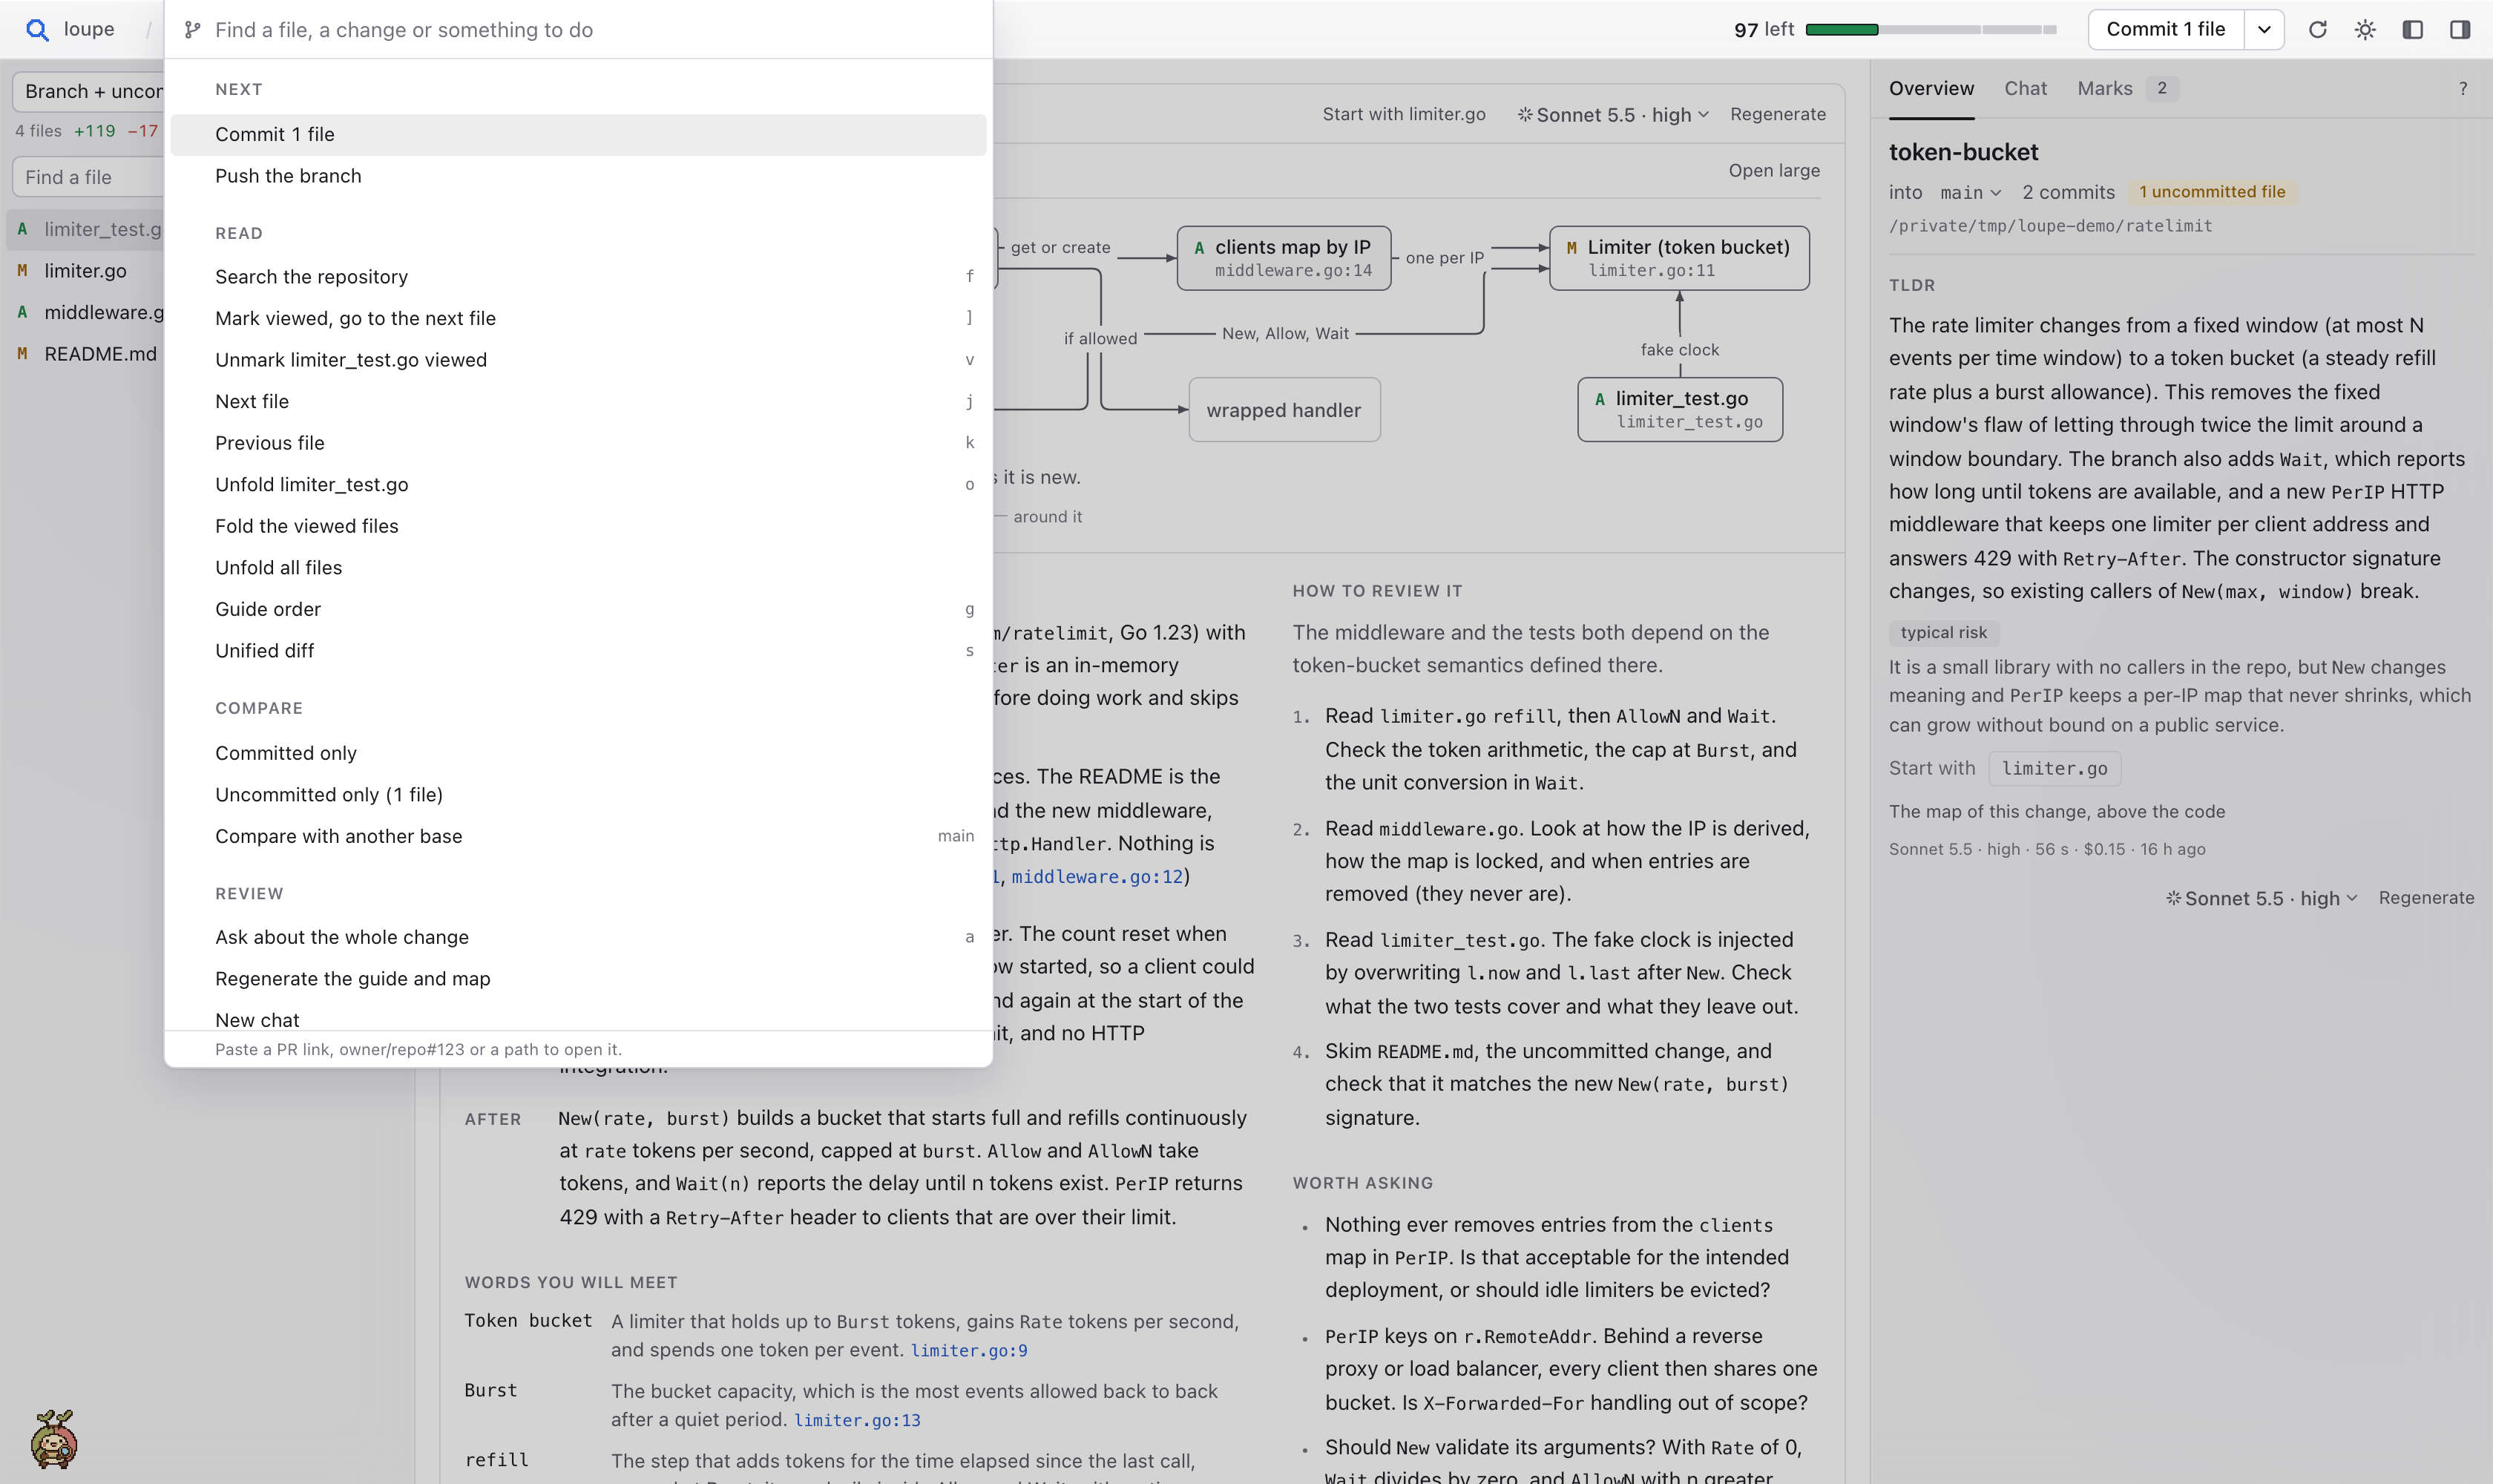 loupe /
Find a file, a change or something to do
97 left
Commit 1 file
Branch + uncor
4 files +119 −17
Find a file
A limiter_test.g
M limiter.go
A middleware.g
M README.md
NEXT
Commit 1 file
Push the branch
READ
Search the repository f
Mark viewed, go to the next file ]
Unmark limiter_test.go viewed v
Next file j
Previous file k
Unfold limiter_test.go o
Fold the viewed files
Unfold all files
Guide order g
Unified diff s
COMPARE
Committed only
Uncommitted only (1 file)
Compare with another base main
REVIEW
Ask about the whole change a
Regenerate the guide and map
New chat
Paste a PR link, owner/repo#123 or a path to open it.
Start with limiter.go Sonnet 5.5 · high Regenerate
Open large
get or create
A clients map by IP
middleware.go:14
one per IP
M Limiter (token bucket)
limiter.go:11
if allowed
New, Allow, Wait
fake clock
wrapped handler
A limiter_test.go
limiter_test.go
it is new.
around it
/ratelimit, Go 1.23) with
er is an in-memory
fore doing work and skips
ces. The README is the
nd the new middleware,
ttp.Handler. Nothing is
1, middleware.go:12)
er. The count reset when
ow started, so a client could
nd again at the start of the
it, and no HTTP
integration.
AFTER New(rate, burst) builds a bucket that starts full and refills continuously
at rate tokens per second, capped at burst. Allow and AllowN take
tokens, and Wait(n) reports the delay until n tokens exist. PerIP returns
429 with a Retry-After header to clients that are over their limit.
WORDS YOU WILL MEET
Token bucket A limiter that holds up to Burst tokens, gains Rate tokens per second,
and spends one token per event. limiter.go:9
Burst The bucket capacity, which is the most events allowed back to back
after a quiet period. limiter.go:13
refill The step that adds tokens for the time elapsed since the last call,
HOW TO REVIEW IT
The middleware and the tests both depend on the
token-bucket semantics defined there.
1. Read limiter.go refill, then AllowN and Wait.
Check the token arithmetic, the cap at Burst, and
the unit conversion in Wait.
2. Read middleware.go. Look at how the IP is derived,
how the map is locked, and when entries are
removed (they never are).
3. Read limiter_test.go. The fake clock is injected
by overwriting l.now and l.last after New. Check
what the two tests cover and what they leave out.
4. Skim README.md, the uncommitted change, and
check that it matches the new New(rate, burst)
signature.
WORTH ASKING
• Nothing ever removes entries from the clients
map in PerIP. Is that acceptable for the intended
deployment, or should idle limiters be evicted?
• PerIP keys on r.RemoteAddr. Behind a reverse
proxy or load balancer, every client then shares one
bucket. Is X-Forwarded-For handling out of scope?
• Should New validate its arguments? With Rate of 0,
Wait divides by zero, and AllowN with n greater
Overview Chat Marks 2 ?
token-bucket
into main 2 commits 1 uncommitted file
/private/tmp/loupe-demo/ratelimit
TLDR
The rate limiter changes from a fixed window (at most N
events per time window) to a token bucket (a steady refill
rate plus a burst allowance). This removes the fixed
window's flaw of letting through twice the limit around a
window boundary. The branch also adds Wait, which reports
how long until tokens are available, and a new PerIP HTTP
middleware that keeps one limiter per client address and
answers 429 with Retry-After. The constructor signature
changes, so existing callers of New(max, window) break.
typical risk
It is a small library with no callers in the repo, but New changes
meaning and PerIP keeps a per-IP map that never shrinks, which
can grow without bound on a public service.
Start with limiter.go
The map of this change, above the code
Sonnet 5.5 · high · 56 s · $0.15 · 16 h ago
Sonnet 5.5 · high Regenerate